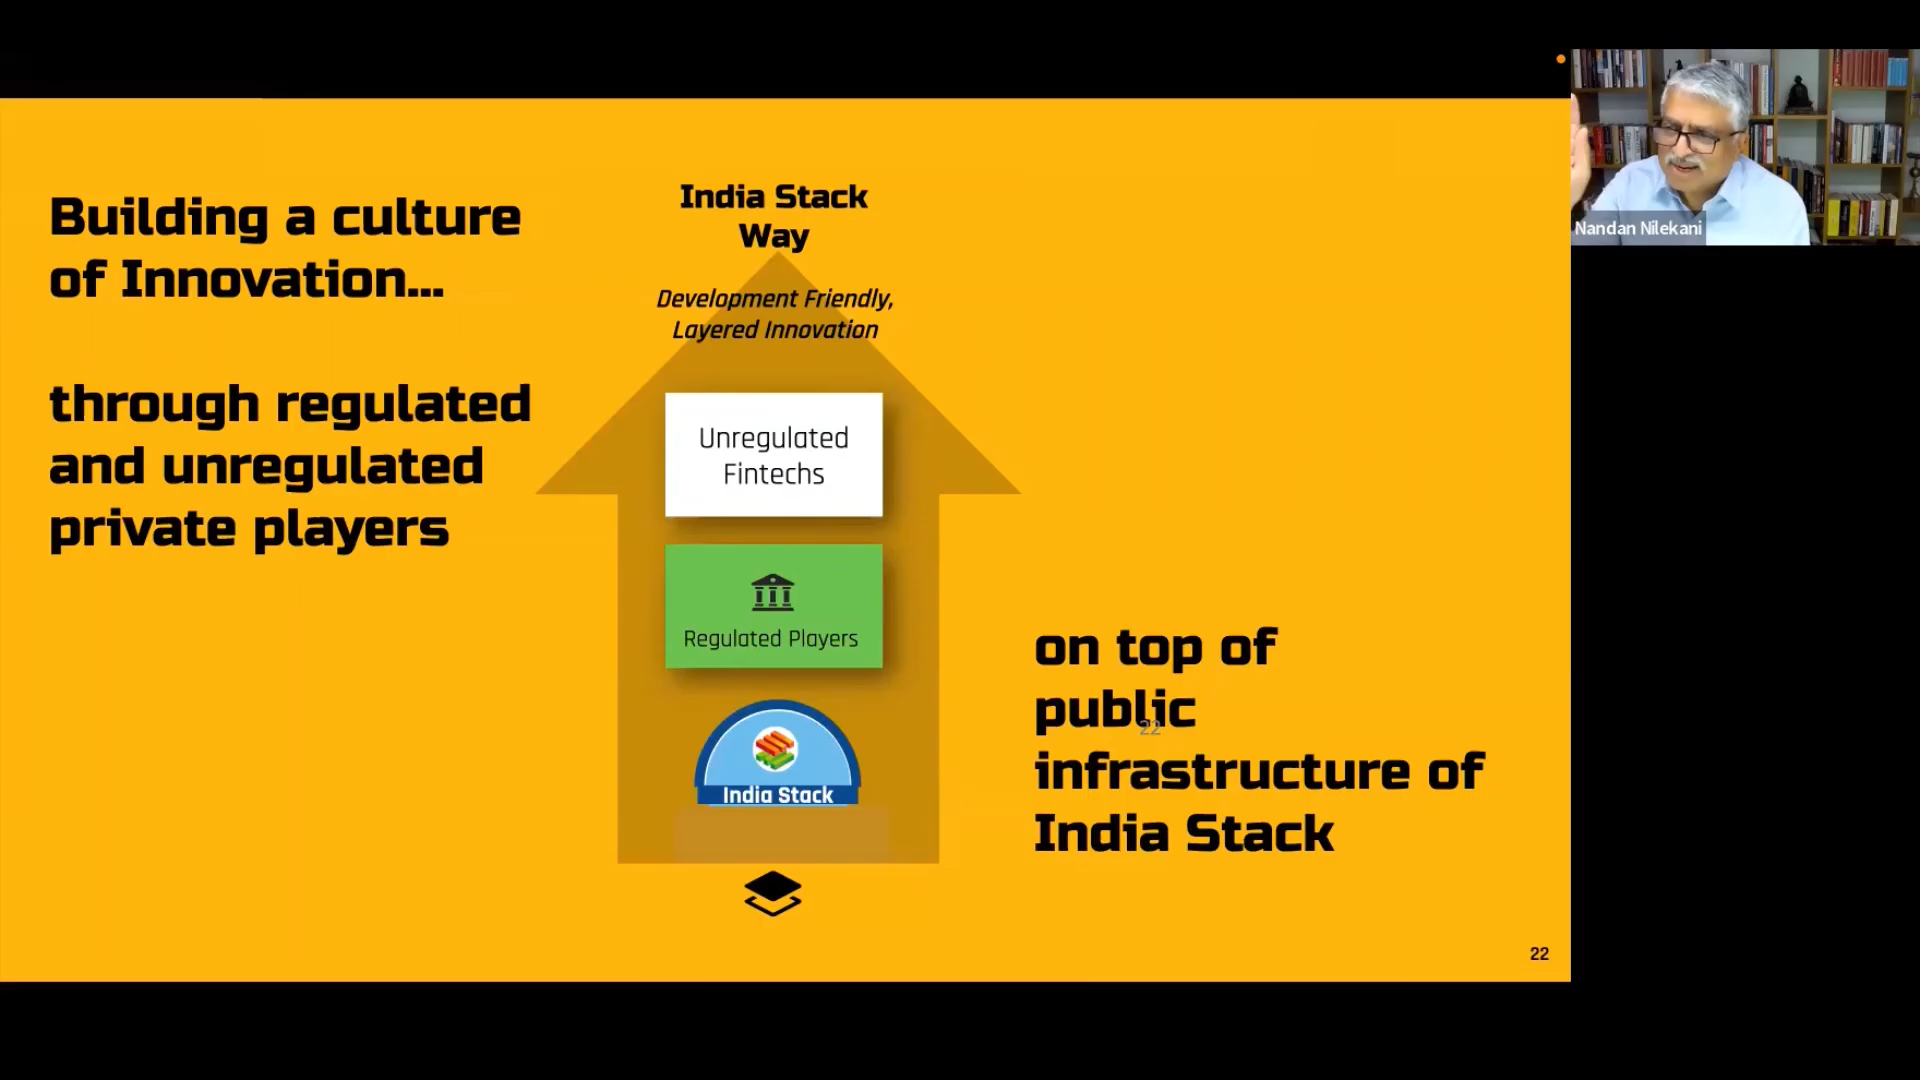 Building a culture
of Innovation...
through regulated
and unregulated
private players
India Stack
Way
Development Friendly,
Layered Innovation
Unregulated
Fintechs
Regulated Players
India Stack
on top of
public
22
infrastructure of
India Stack
22
Nandan Nilekani